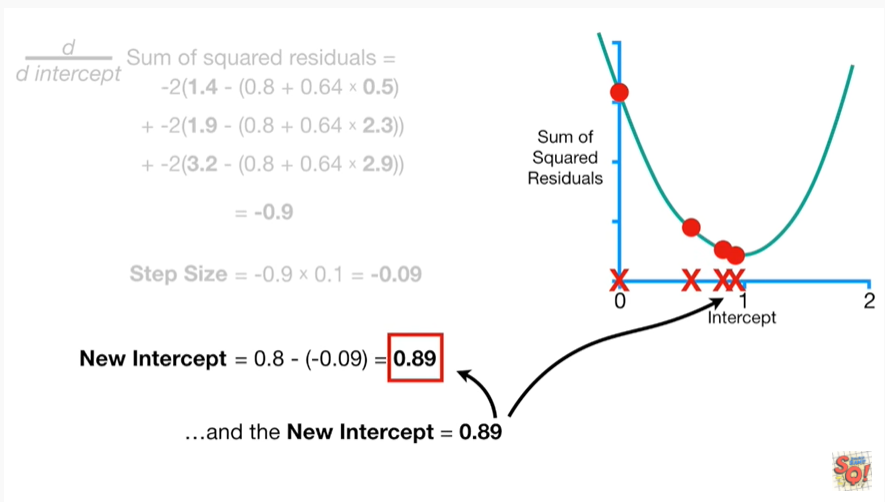 d
d intercept
Sum of squared residuals =
-2(1.4 - (0.8 + 0.64 × 0.5)
+ -2(1.9 - (0.8 + 0.64 × 2.3))
+ -2(3.2 - (0.8 + 0.64 × 2.9))
= -0.9
Step Size = -0.9 × 0.1 = -0.09
New Intercept = 0.8 - (-0.09) = 0.89
...and the New Intercept = 0.89
Sum of
Squared
Residuals
0 1 2
Intercept
SO!